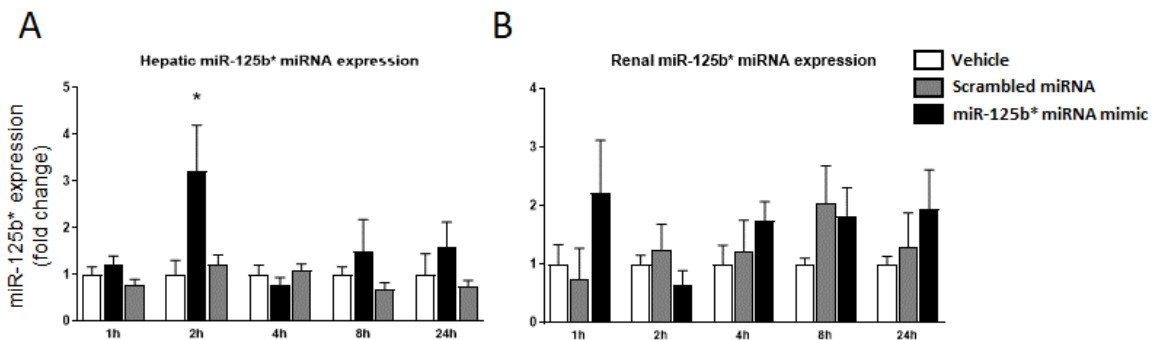 A
B
Hepatic miR-125b* miRNA expression
Renal miR-125b* miRNA expression
Vehicle
Scrambled miRNA
miR-125b* miRNA mimic
miR-125b* expression
(fold change)
5
4
3
2
1
0
*
1h
2h
4h
8h
24h
4
3
2
1
0
1h
2h
4h
8h
24h